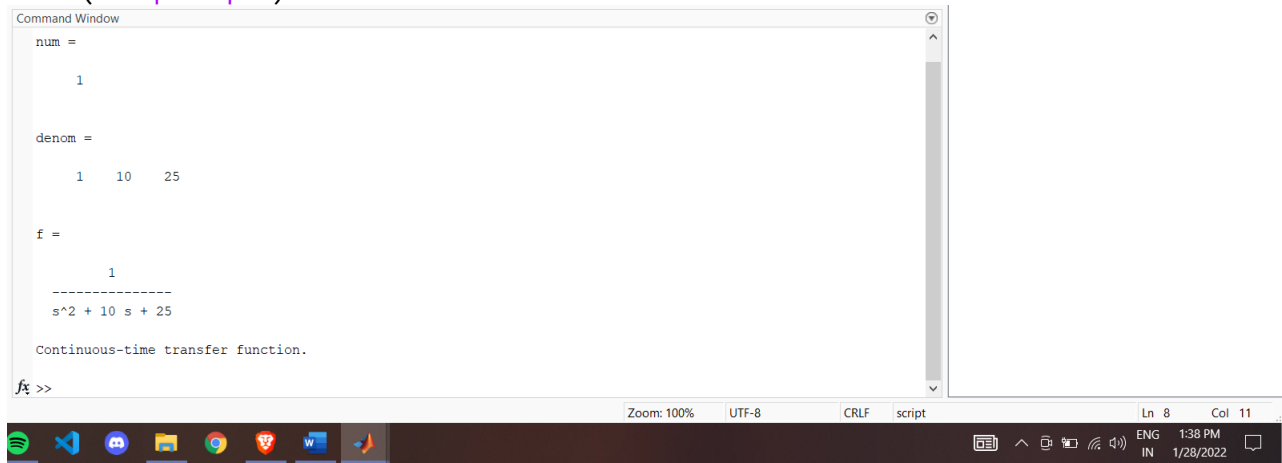 Command Window
num =
1
denom =
1 10 25
f =
1
---------------
s^2 + 10 s + 25
Continuous-time transfer function.
fx >>
Zoom: 100% UTF-8 CRLF script Ln 8 Col 11
ENG 1:38 PM
IN 1/28/2022